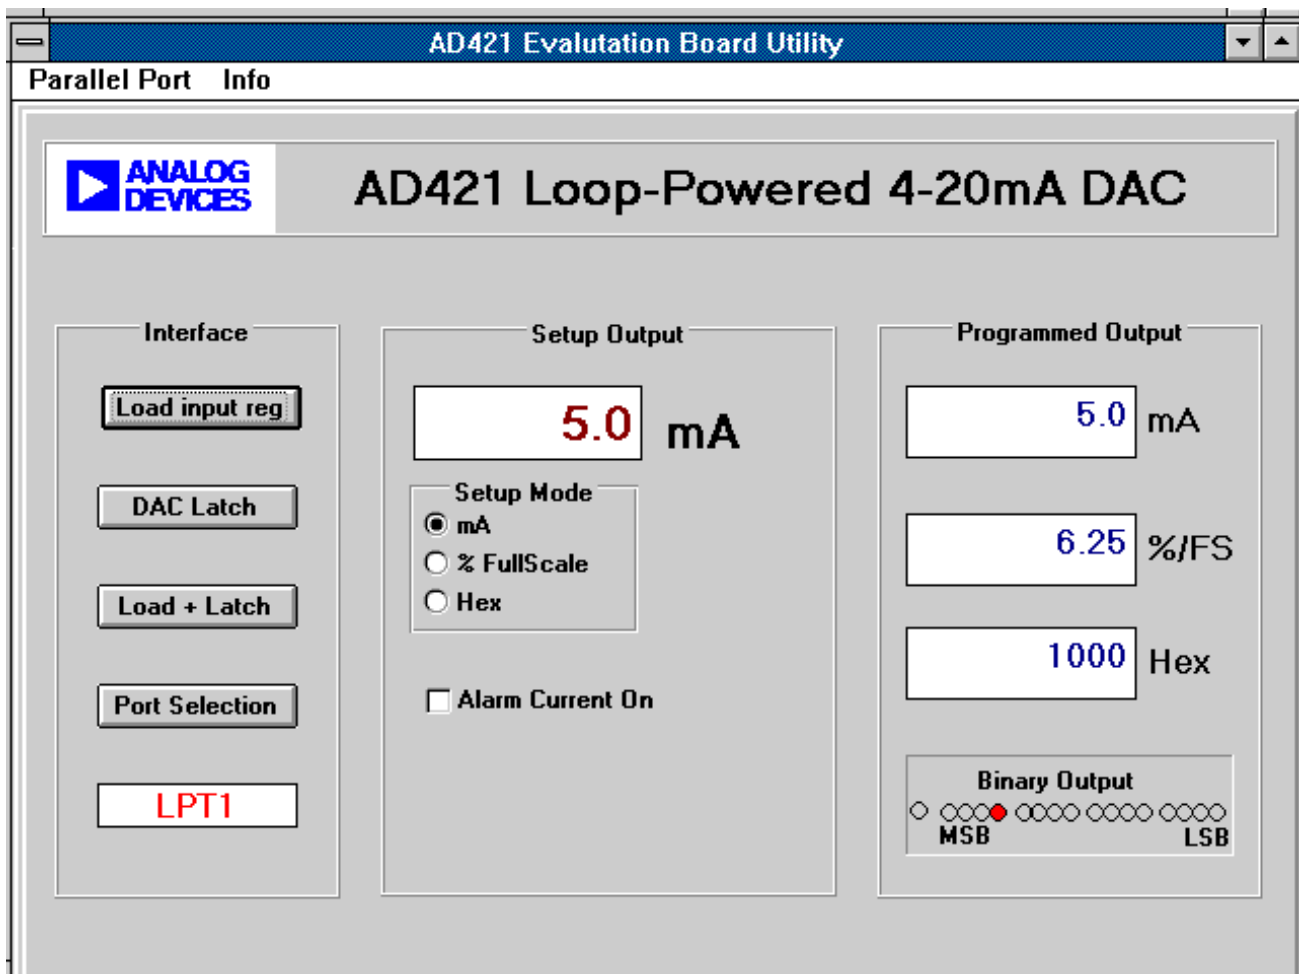 AD421 Evalutation Board Utility
Parallel Port Info
ANALOG
DEVICES
AD421 Loop-Powered 4-20mA DAC
Interface
Load input reg
DAC Latch
Load + Latch
Port Selection
LPT1
Setup Output
5.0 mA
Setup Mode
mA
% FullScale
Hex
Alarm Current On
Programmed Output
5.0 mA
6.25 %/FS
1000 Hex
Binary Output
MSB LSB